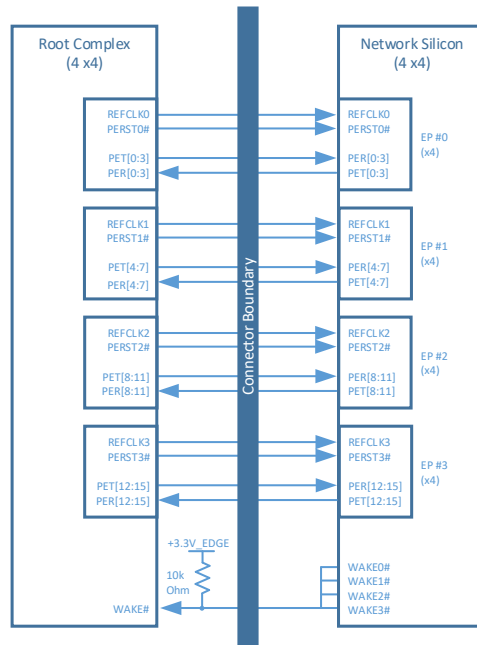 Root Complex
(4 x4)
REFCLK0
PERST0#
PET[0:3]
PER[0:3]
REFCLK1
PERST1#
PET[4:7]
PER[4:7]
REFCLK2
PERST2#
PET[8:11]
PER[8:11]
REFCLK3
PERST3#
PET[12:15]
PER[12:15]
+3.3V_EDGE
10k
Ohm
WAKE#
Connector Boundary
Network Silicon
(4 x4)
REFCLK0
PERST0#
PER[0:3]
PET[0:3]
EP #0
(x4)
REFCLK1
PERST1#
PER[4:7]
PET[4:7]
EP #1
(x4)
REFCLK2
PERST2#
PER[8:11]
PET[8:11]
EP #2
(x4)
REFCLK3
PERST3#
PER[12:15]
PET[12:15]
EP #3
(x4)
WAKE0#
WAKE1#
WAKE2#
WAKE3#